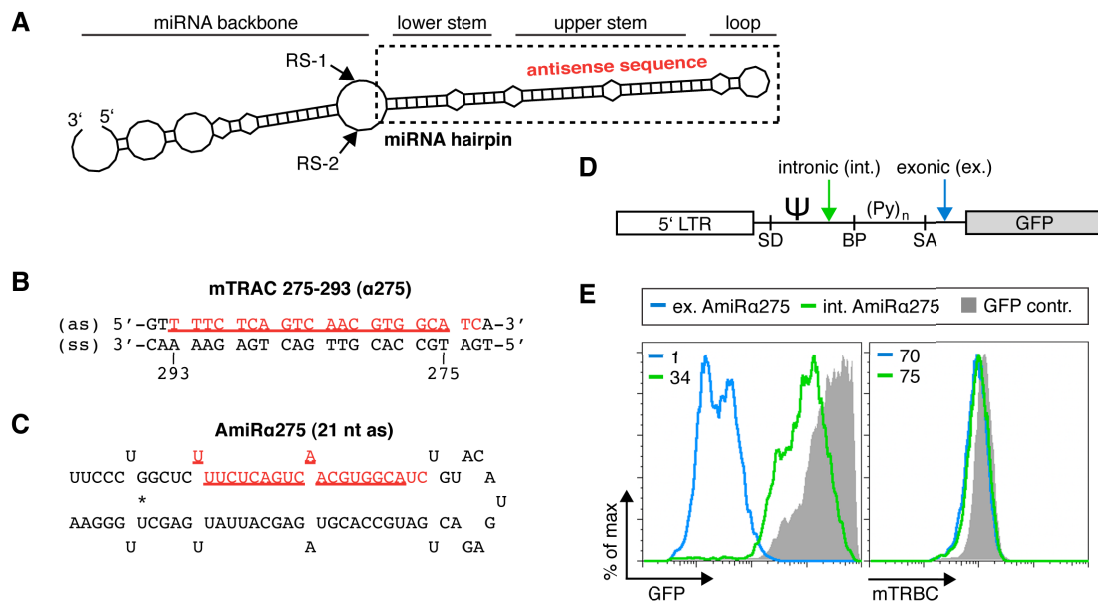 A
miRNA backbone
lower stem
upper stem
loop
RS-1
antisense sequence
3‘ 5‘
miRNA hairpin
RS-2
B
mTRAC 275-293 (α275)
(as) 5’-GTT TTC TCA GTC AAC GTG GCA TCA-3’
(ss) 3’-CAA AAG AGT CAG TTG CAC CGT AGT-5’
293 275
C
AmiRα275 (21 nt as)
U U A U AC
UUCCC GGCUC UUCUCAGUC ACGUGGCAUC GU A
* U
AAGGG UCGAG UAUUACGAG UGCACCGUAG CA G
U U A U GA
D
intronic (int.) exonic (ex.)
5‘ LTR
SD
Ψ
BP
(Py)n
SA
GFP
E
ex. AmiRα275 int. AmiRα275 GFP contr.
1
34
70
75
% of max
GFP
mTRBC